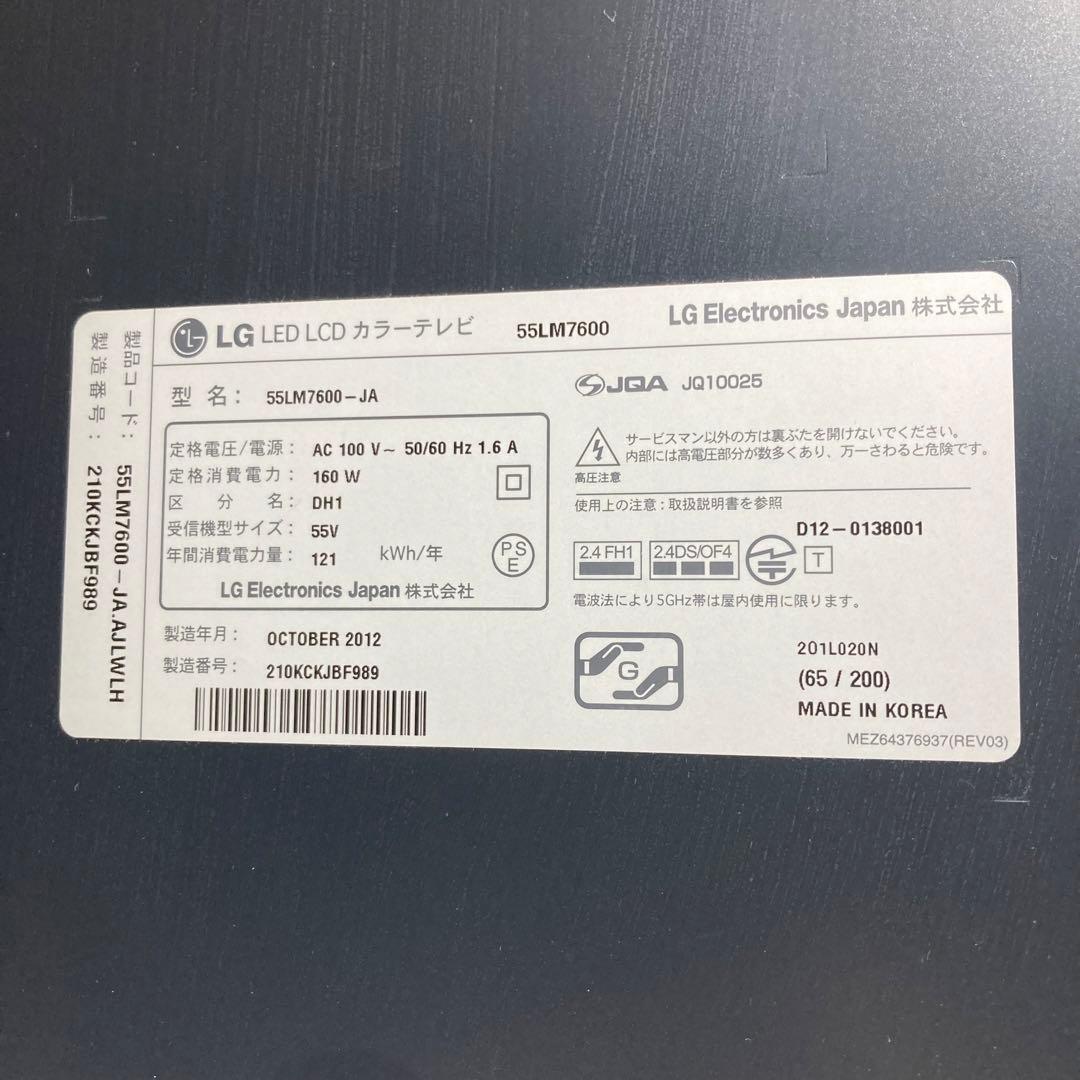 LG LED LCD カラーテレビ 55LM7600 LG Electronics Japan 株式会社
製品コード: 55LM7600-JA.AJLWLH
製造番号: 210KCKJBF989
型 名: 55LM7600-JA
定格電圧/電源: AC 100 V~ 50/60 Hz 1.6 A
定格消費電力: 160 W
区 分 名: DH1
受信機型サイズ: 55V
年間消費電力量: 121 kWh/年
PS
E
LG Electronics Japan 株式会社
製造年月: OCTOBER 2012
製造番号: 210KCKJBF989
JQA JQ10025
サービスマン以外の方は裏ぶたを開けないでください。
内部には高電圧部分が数多くあり、万一さわると危険です。
高圧注意
使用上の注意:取扱説明書を参照
D12-0138001
2.4 FH1 2.4DS/OF4 T
電波法により5GHz帯は屋内使用に限ります。
G
201L020N
(65 / 200)
MADE IN KOREA
MEZ64376937(REV03)